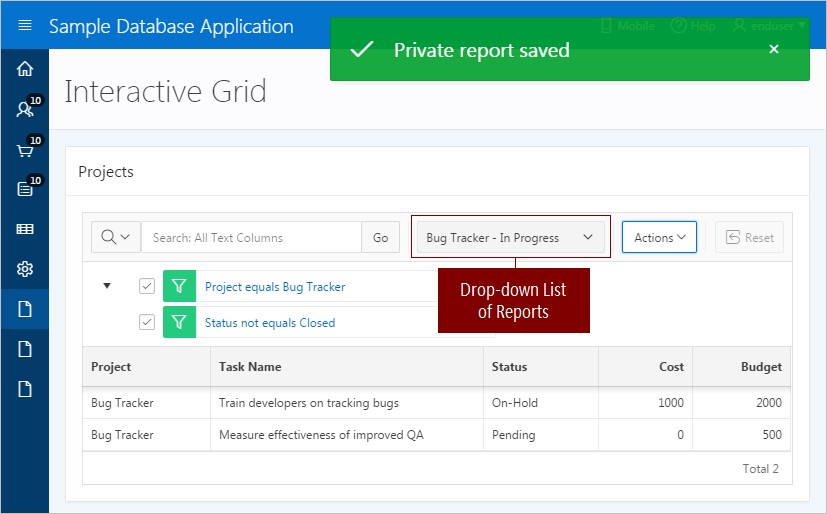 Sample Database Application
Mobile
Help
enduser
Private report saved
10
10
10
Interactive Grid
Projects
Search: All Text Columns
Go
Bug Tracker - In Progress
Actions
Reset
Project equals Bug Tracker
Status not equals Closed
Drop-down List
of Reports
Project Task Name Status Cost Budget
Bug Tracker Train developers on tracking bugs On-Hold 1000 2000
Bug Tracker Measure effectiveness of improved QA Pending 0 500
Total 2